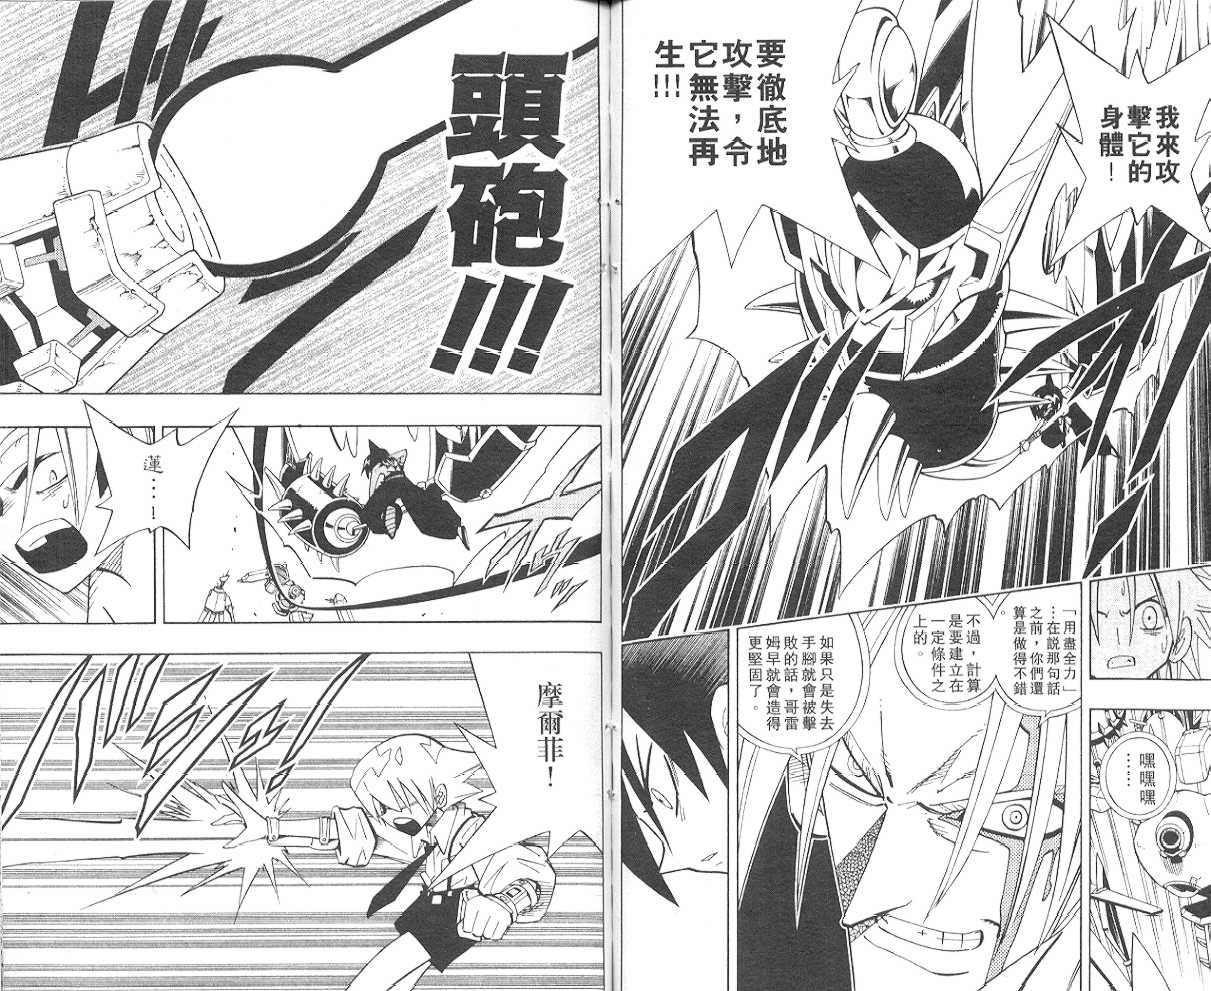 我來攻
擊它的
身體！
要徹底地
攻擊，令
它無法再
生!!!
「用盡全力」
…在説那句話
之前，你們還
算是做得不錯
。
不過，計算
是要建立在
一定條件之
上的。
如果只是失去
手腳就會被擊
敗的話，哥雷
姆早就會造得
更堅固了。
嘿嘿嘿
……
頭砲!!!
蓮…！
摩爾菲！